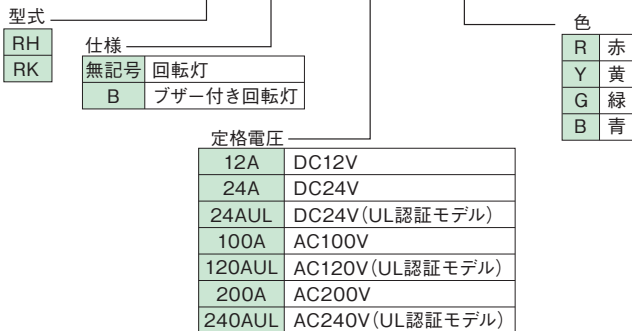 型式
RH
RK
仕様
無記号 回転灯
B ブザー付き回転灯
定格電圧
12A DC12V
24A DC24V
24AUL DC24V(UL認証モデル)
100A AC100V
120AUL AC120V(UL認証モデル)
200A AC200V
240AUL AC240V(UL認証モデル)
色
R 赤
Y 黄
G 緑
B 青